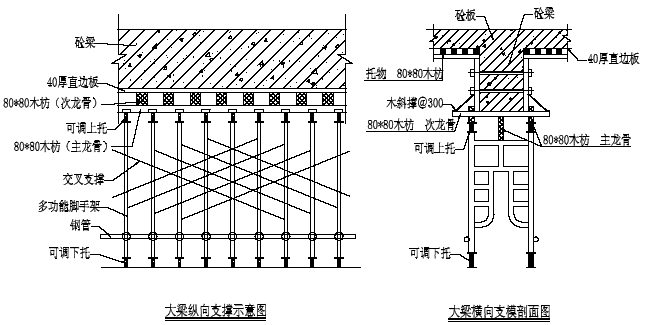 砼梁
40厚直边板
80*80木枋（次龙骨）
可调上托
80*80木枋（主龙骨）
交叉支撑
多功能脚手架
钢管
可调下托
大梁纵向支撑示意图
砼板
砼梁
40厚直边板
托物 80*80木枋
木斜撑@300
80*80木枋 次龙骨
80*80木枋 主龙骨
可调上托
可调下托
大梁横向支模剖面图